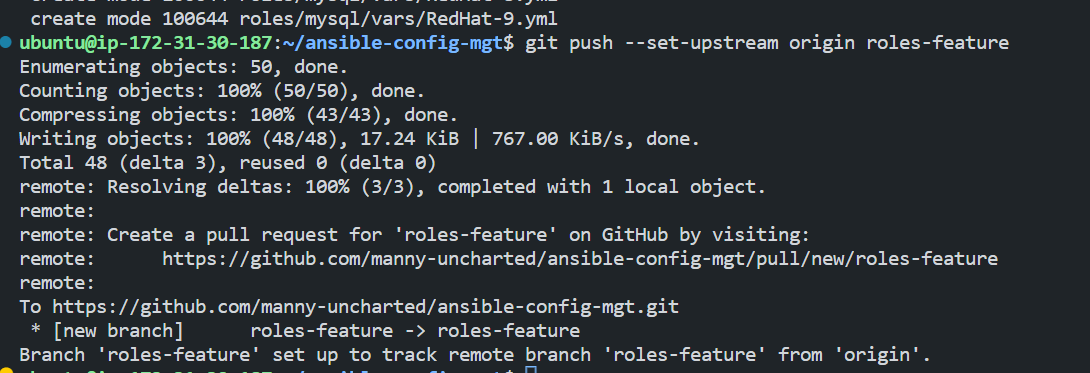 create mode 100644 roles/mysql/vars/RedHat-9.yml
ubuntu@ip-172-31-30-187:~/ansible-config-mgt$ git push --set-upstream origin roles-feature
Enumerating objects: 50, done.
Counting objects: 100% (50/50), done.
Compressing objects: 100% (43/43), done.
Writing objects: 100% (48/48), 17.24 KiB | 767.00 KiB/s, done.
Total 48 (delta 3), reused 0 (delta 0)
remote: Resolving deltas: 100% (3/3), completed with 1 local object.
remote:
remote: Create a pull request for 'roles-feature' on GitHub by visiting:
remote:      https://github.com/manny-uncharted/ansible-config-mgt/pull/new/roles-feature
remote:
To https://github.com/manny-uncharted/ansible-config-mgt.git
 * [new branch]      roles-feature -> roles-feature
Branch 'roles-feature' set up to track remote branch 'roles-feature' from 'origin'.